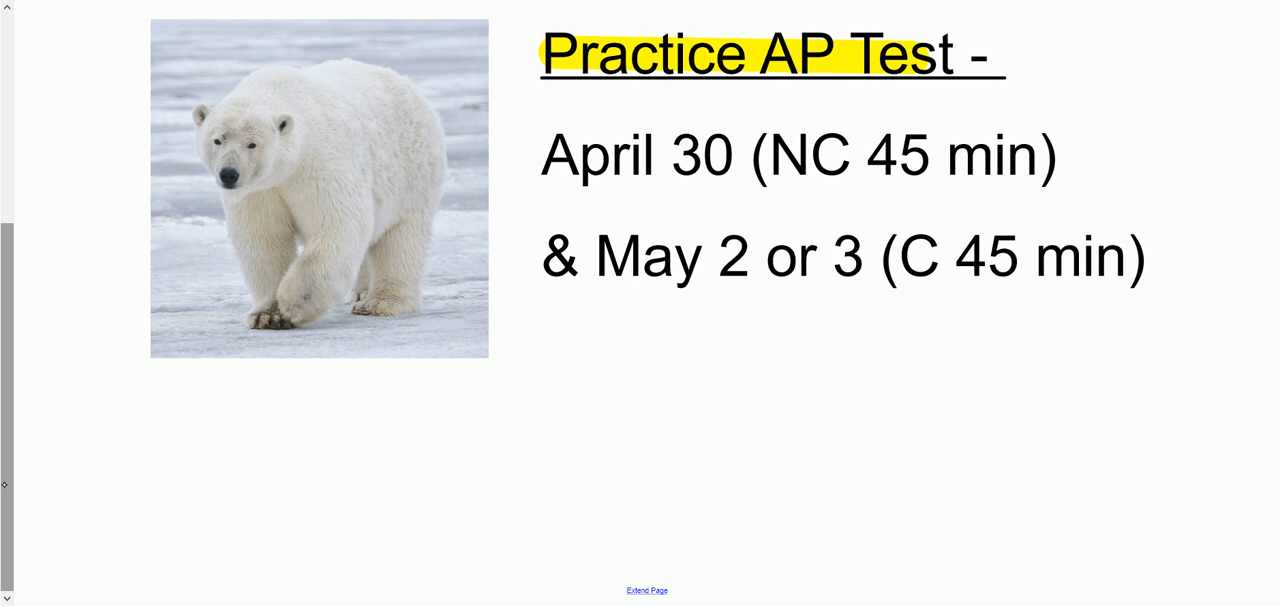 Practice AP Test -
April 30 (NC 45 min)
& May 2 or 3 (C 45 min)
Extend Page